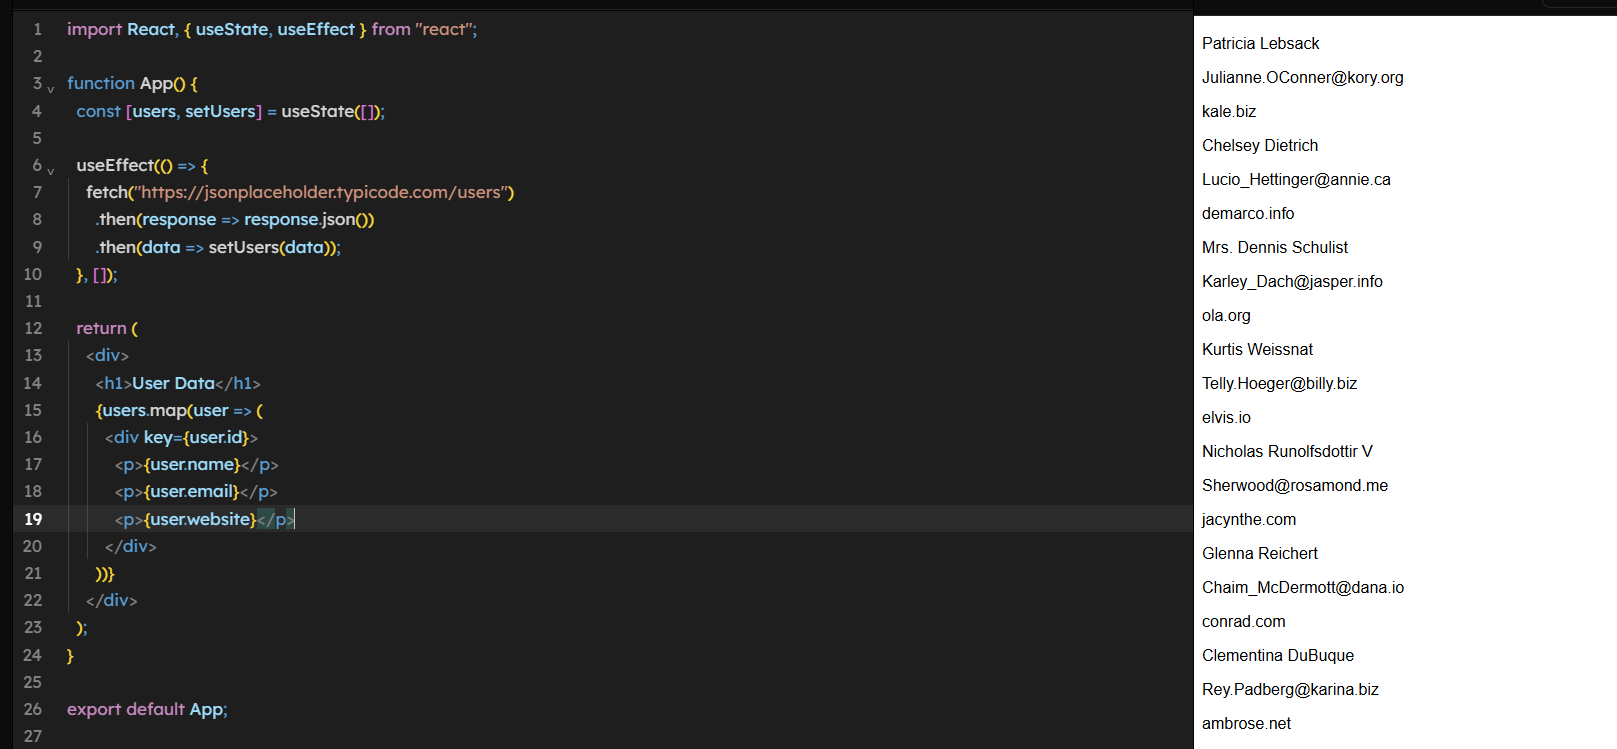 1 import React, { useState, useEffect } from "react";
2
3 function App() {
4 const [users, setUsers] = useState([]);
5
6 useEffect(() => {
7 fetch("https://jsonplaceholder.typicode.com/users")
8 .then(response => response.json())
9 .then(data => setUsers(data));
10 }, []);
11
12 return (
13 <div>
14 <h1>User Data</h1>
15 {users.map(user => (
16 <div key={user.id}>
17 <p>{user.name}</p>
18 <p>{user.email}</p>
19 <p>{user.website}</p>
20 </div>
21 ))}
22 </div>
23 );
24 }
25
26 export default App;
27
Patricia Lebsack
Julianne.OConner@kory.org
kale.biz
Chelsey Dietrich
Lucio_Hettinger@annie.ca
demarco.info
Mrs. Dennis Schulist
Karley_Dach@jasper.info
ola.org
Kurtis Weissnat
Telly.Hoeger@billy.biz
elvis.io
Nicholas Runolfsdottir V
Sherwood@rosamond.me
jacynthe.com
Glenna Reichert
Chaim_McDermott@dana.io
conrad.com
Clementina DuBuque
Rey.Padberg@karina.biz
ambrose.net